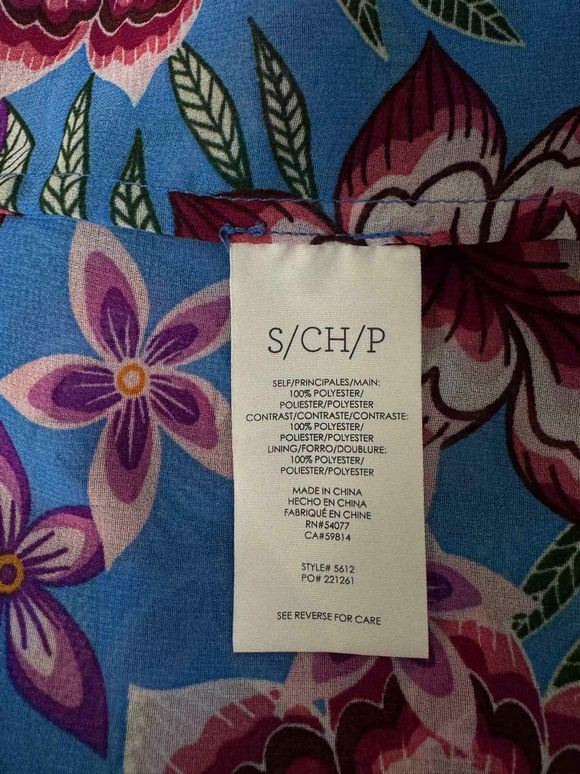 S/CH/P
SELF/PRINCIPALES/MAIN:
100% POLYESTER/
POLIESTER/POLYESTER
CONTRAST/CONTRASTE/CONTRASTE:
100% POLYESTER/
POLIESTER/POLYESTER
LINING/FORRO/DOUBLURE:
100% POLYESTER/
POLIESTER/POLYESTER
MADE IN CHINA
HECHO EN CHINA
FABRIQUÉ EN CHINE
RN#54077
CA#59814
STYLE# 5612
PO# 221261
SEE REVERSE FOR CARE